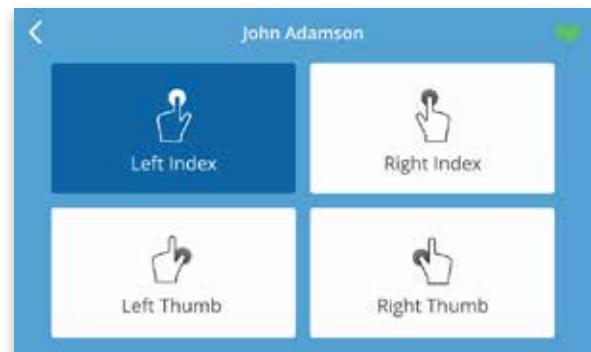 John Adamson
Left Index
Right Index
Left Thumb
Right Thumb